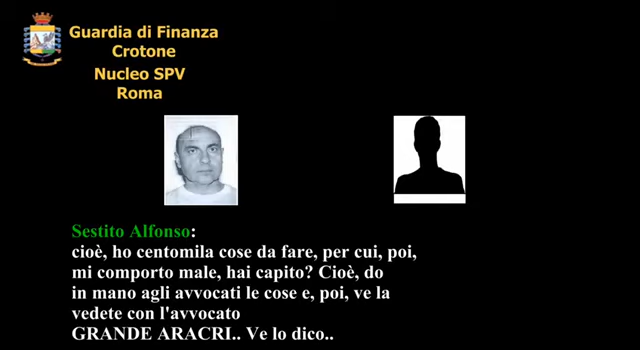 Guardia di Finanza
Crotone
Nucleo SPV
Roma
Sestito Alfonso:
cioè, ho centomila cose da fare, per cui, poi,
mi comporto male, hai capito? Cioè, do
in mano agli avvocati le cose e, poi, ve la
vedete con l'avvocato
GRANDE ARACRI.. Ve lo dico..